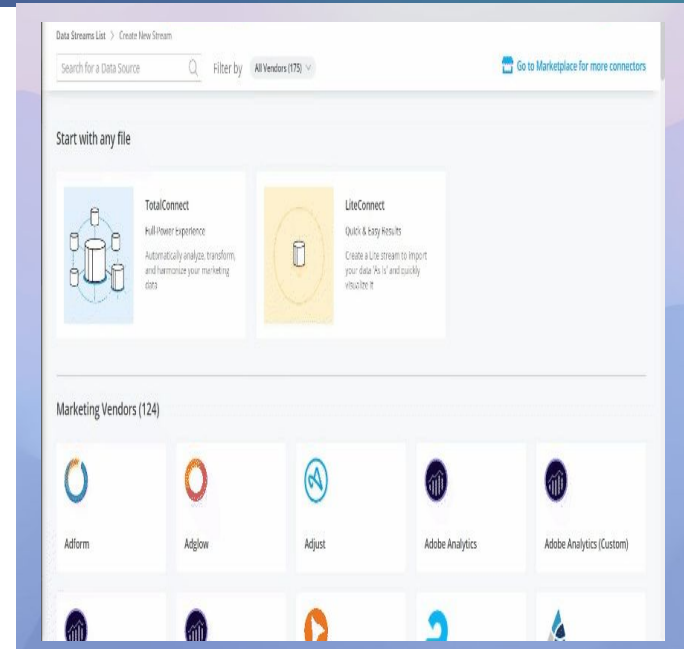 Data Streams List > Create New Stream
Search for a Data Source
Filter by
All Vendors (175)
Go to Marketplace for more connectors
Start with any file
TotalConnect
Full-Power Experience
Automatically analyze, transform,
and harmonize your marketing
data
LiteConnect
Quick & Easy Results
Create a Lite stream to import
your data 'As Is' and quickly
visualize it
Marketing Vendors (124)
Adform
Adglow
Adjust
Adobe Analytics
Adobe Analytics (Custom)